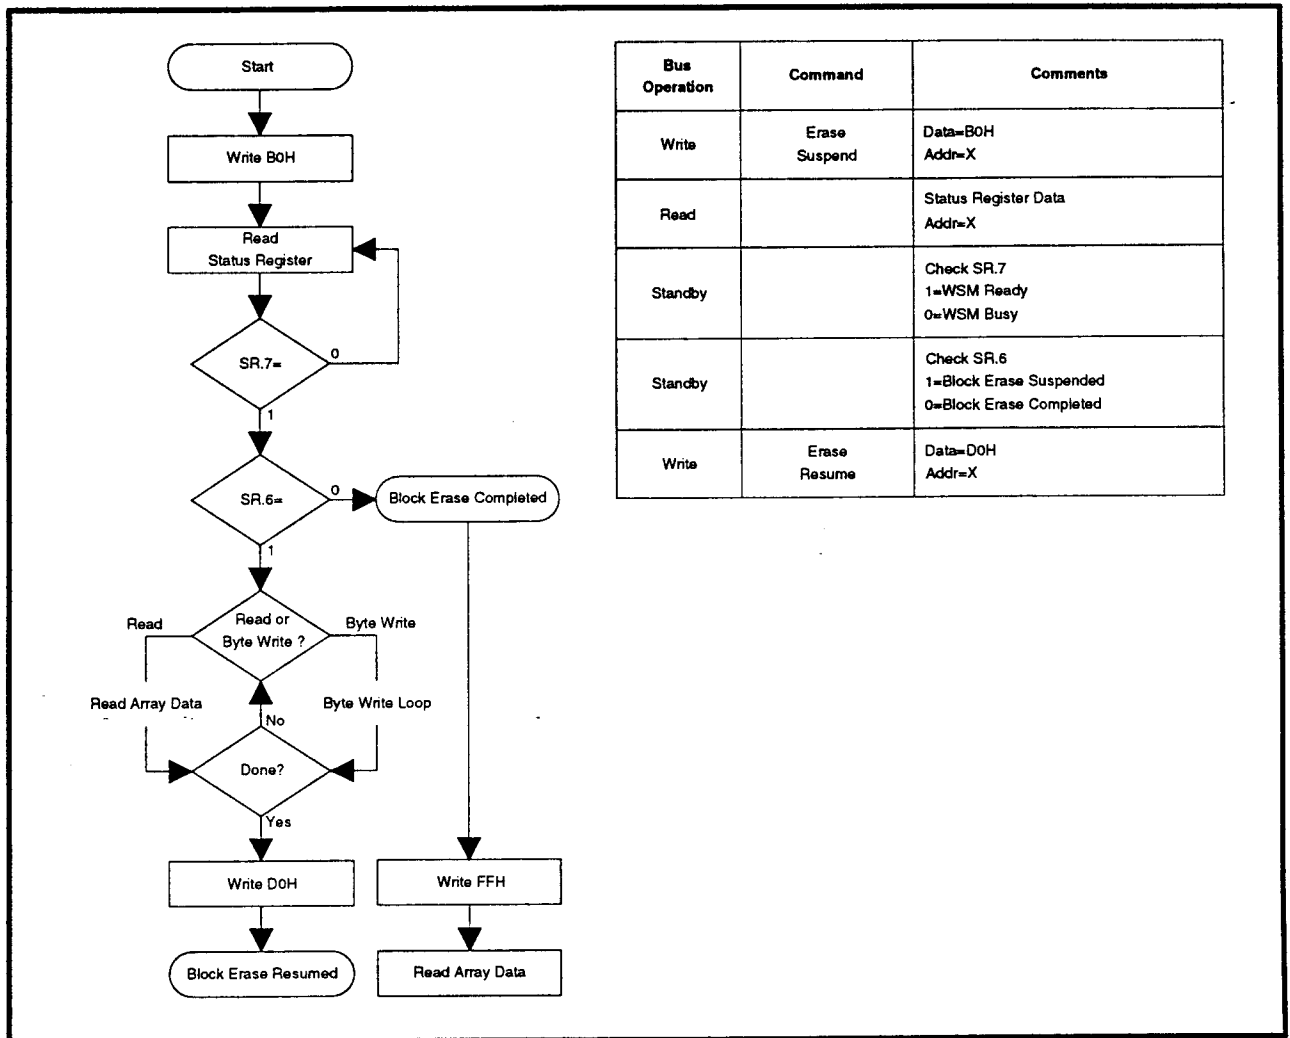 Start
Write B0H
Read
Status Register
SR.7=
0
1
SR.6=
0
Block Erase Completed
1
Read or
Byte Write ?
Read
Byte Write
Read Array Data
Byte Write Loop
No
Done?
Yes
Write D0H
Write FFH
Block Erase Resumed
Read Array Data
Bus
Operation
Command
Comments
Write
Erase
Suspend
Data=B0H
Addr=X
Read
Status Register Data
Addr=X
Standby
Check SR.7
1=WSM Ready
0=WSM Busy
Standby
Check SR.6
1=Block Erase Suspended
0=Block Erase Completed
Write
Erase
Resume
Data=D0H
Addr=X